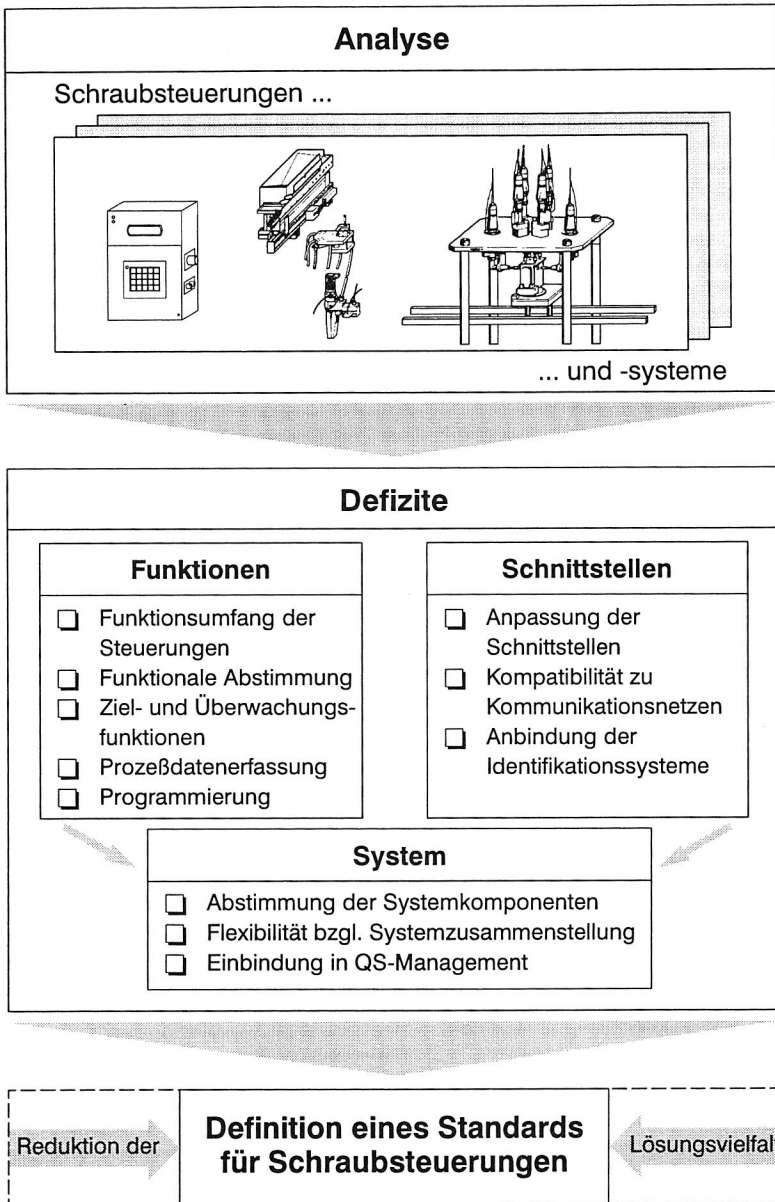 Analyse
Schraubsteuerungen ...
... und -systeme
Defizite
Funktionen
Funktionsumfang der
Steuerungen
Funktionale Abstimmung
Ziel- und Überwachungs-
funktionen
Prozeßdatenerfassung
Programmierung
Schnittstellen
Anpassung der
Schnittstellen
Kompatibilität zu
Kommunikationsnetzen
Anbindung der
Identifikationssysteme
System
Abstimmung der Systemkomponenten
Flexibilität bzgl. Systemzusammenstellung
Einbindung in QS-Management
Reduktion der
Definition eines Standards
für Schraubsteuerungen
Lösungsvielfal